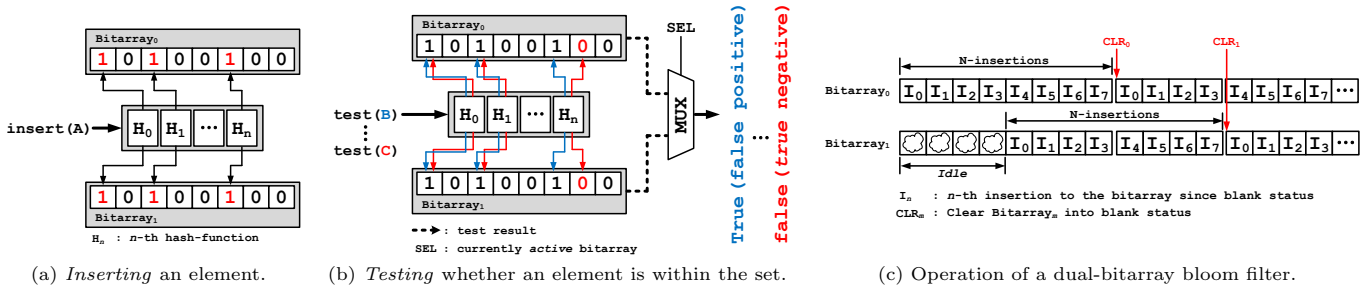 Bitarray0
1 0 1 0 0 1 0 0
insert(A)
H0 H1 ··· Hn
1 0 1 0 0 1 0 0
Bitarray1
Hn : n-th hash-function
(a) Inserting an element.
Bitarray0
1 0 1 0 0 1 0 0
SEL
test(B)
test(C)
H0 H1 ··· Hn
MUX
1 0 1 0 0 1 0 0
Bitarray1
True (false positive)
...
false (true negative)
: test result
SEL : currently active bitarray
(b) Testing whether an element is within the set.
CLR0 CLR1
N-insertions
Bitarray0 I0 I1 I2 I3 I4 I5 I6 I7 I0 I1 I2 I3 I4 I5 I6 I7 ···
N-insertions
Bitarray1 I0 I1 I2 I3 I4 I5 I6 I7 I0 I1 I2 I3 ···
Idle
In : n-th insertion to the bitarray since blank status
CLRm : Clear Bitarraym into blank status
(c) Operation of a dual-bitarray bloom filter.